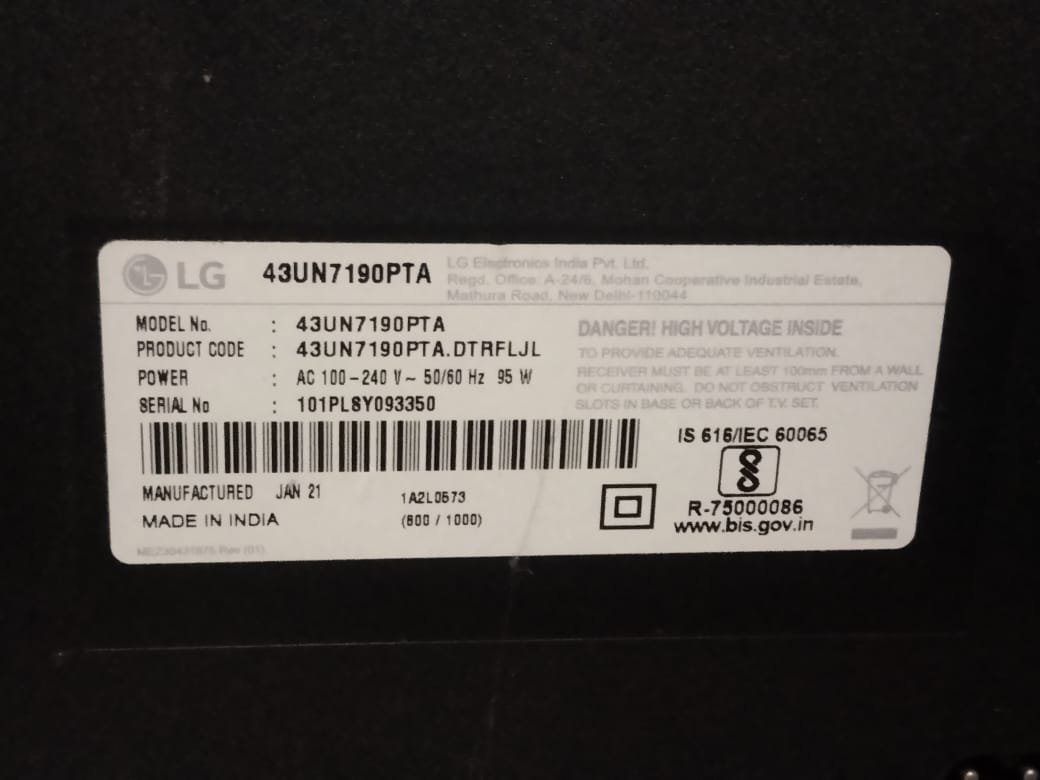 LG 43UN7190PTA
LG Electronics India Pvt. Ltd.
Regd. Office: A-24/6, Mohan Cooperative Industrial Estate,
Mathura Road, New Delhi-110044
MODEL No. : 43UN7190PTA
PRODUCT CODE : 43UN7190PTA.DTRFLJL
POWER : AC 100-240 V~ 50/60 Hz 95 W
SERIAL No : 101PLSY093350
MANUFACTURED JAN 21
MADE IN INDIA
1A2L0573
(800 / 1000)
DANGER! HIGH VOLTAGE INSIDE
TO PROVIDE ADEQUATE VENTILATION.
RECEIVER MUST BE AT LEAST 100mm FROM A WALL
OR CURTAINING. DO NOT OBSTRUCT VENTILATION
SLOTS IN BASE OR BACK OF T.V. SET.
IS 616/IEC 60065
R-75000086
www.bis.gov.in
Rev (01)